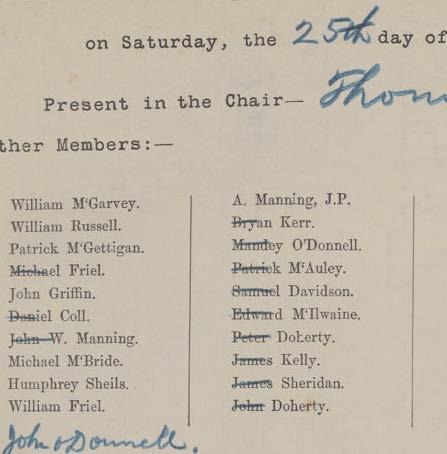 on Saturday, the 25th day of
Present in the Chair— Thom
ther Members:—
William M'Garvey.
William Russell.
Patrick M'Gettigan.
Michael Friel.
John Griffin.
Daniel Coll.
John W. Manning.
Michael M'Bride.
Humphrey Sheils.
William Friel.
John O'Donnell.
A. Manning, J.P.
Bryan Kerr.
Mandey O'Donnell.
Patrick M'Auley.
Samuel Davidson.
Edward M'Ilwaine.
Peter Doherty.
James Kelly.
James Sheridan.
John Doherty.